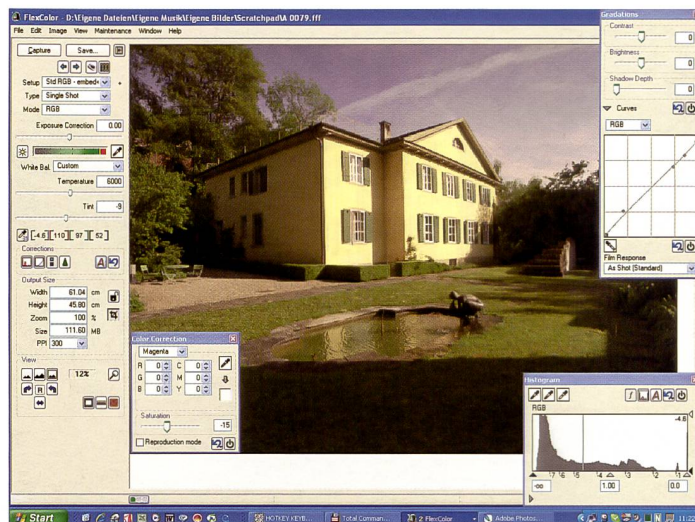 FlexColor - D:\Eigene Dateien\Eigene Musik\Eigene Bilder\Scratchpad\A 0079.fff
File Edit Image View Maintenance Window Help
Capture Save...
Setup Std RGB - embed
Type Single Shot
Mode RGB
Exposure Correction 0.00
White Bal. Custom
Temperature 6000
Tint -9
[-4.6][110][97][52]
Corrections
Output Size
Width 61.04 cm
Height 45.80 cm
Zoom 100 %
Size 111.60 MB
PPI 300
View
12%
R
Color Correction
Magenta
R 0 C 0
G 0 M 0
B 0 Y 0
Saturation
-15
Reproduction mode
Gradations
Contrast
0
Brightness
0
Shadow Depth
0
Curves
RGB
Film Response
As Shot (Standard)
Histogram
RGB
-4.6
-oo 1.00 0.0
Start
HOTKEY KEYB...
Total Comman...
2 FlexColor
Adobe Photos...